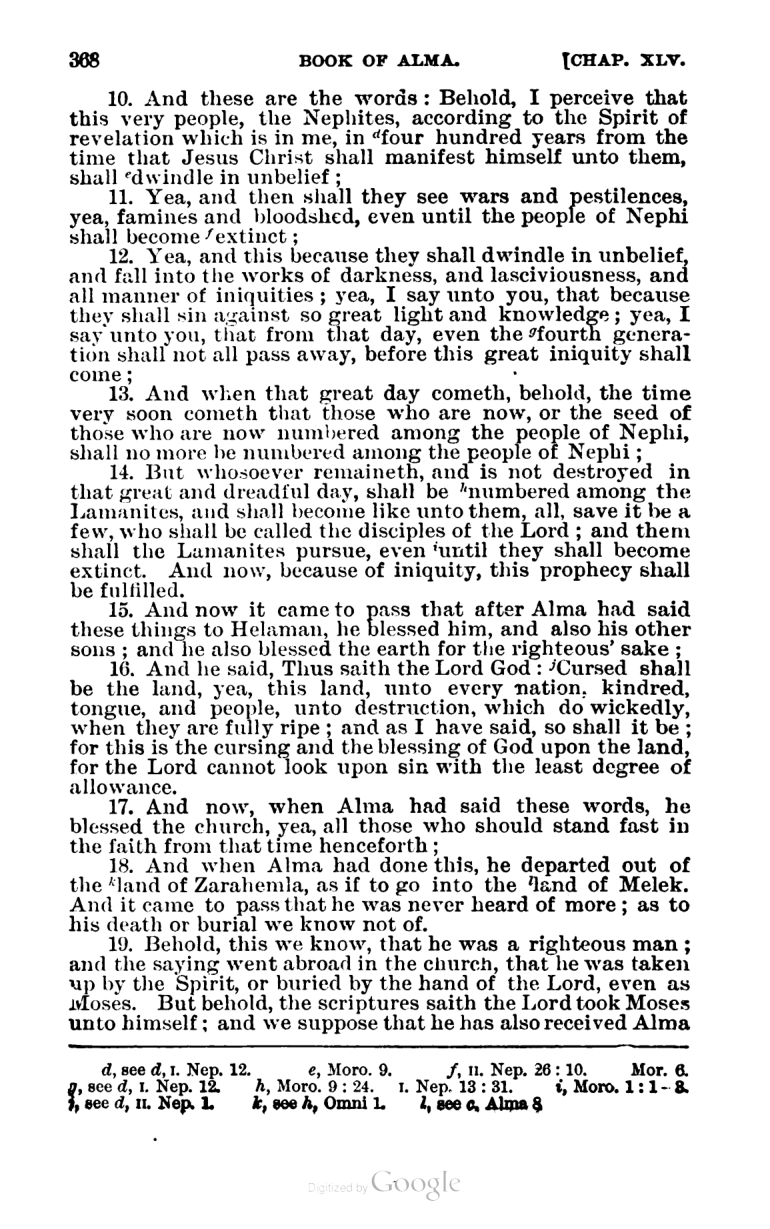 368 BOOK OF ALMA. [CHAP. XLV.
10. And these are the words : Behold, I perceive that
this very people, the Nephites, according to the Spirit of
revelation which is in me, in ᵈfour hundred years from the
time that Jesus Christ shall manifest himself unto them,
shall ᵉdwindle in unbelief ;
11. Yea, and then shall they see wars and pestilences,
yea, famines and bloodshed, even until the people of Nephi
shall become ᶠextinct ;
12. Yea, and this because they shall dwindle in unbelief,
and fall into the works of darkness, and lasciviousness, and
all manner of iniquities ; yea, I say unto you, that because
they shall sin against so great light and knowledge ; yea, I
say unto you, that from that day, even the ᵍfourth genera-
tion shall not all pass away, before this great iniquity shall
come ;
13. And when that great day cometh, behold, the time
very soon cometh that those who are now, or the seed of
those who are now numbered among the people of Nephi,
shall no more be numbered among the people of Nephi ;
14. But whosoever remaineth, and is not destroyed in
that great and dreadful day, shall be ʰnumbered among the
Lamanites, and shall become like unto them, all, save it be a
few, who shall be called the disciples of the Lord ; and them
shall the Lamanites pursue, even ⁱuntil they shall become
extinct. And now, because of iniquity, this prophecy shall
be fulfilled.
15. And now it came to pass that after Alma had said
these things to Helaman, he blessed him, and also his other
sons ; and he also blessed the earth for the righteous' sake ;
16. And he said, Thus saith the Lord God : ʲCursed shall
be the land, yea, this land, unto every nation, kindred,
tongue, and people, unto destruction, which do wickedly,
when they are fully ripe ; and as I have said, so shall it be ;
for this is the cursing and the blessing of God upon the land,
for the Lord cannot look upon sin with the least degree of
allowance.
17. And now, when Alma had said these words, he
blessed the church, yea, all those who should stand fast in
the faith from that time henceforth ;
18. And when Alma had done this, he departed out of
the ᵏland of Zarahemla, as if to go into the ˡland of Melek.
And it came to pass that he was never heard of more ; as to
his death or burial we know not of.
19. Behold, this we know, that he was a righteous man ;
and the saying went abroad in the church, that he was taken
up by the Spirit, or buried by the hand of the Lord, even as
Moses. But behold, the scriptures saith the Lord took Moses
unto himself ; and we suppose that he has also received Alma
d, see d, I. Nep. 12. e, Moro. 9. f, II. Nep. 26 : 10. Mor. 6.
g, see d, I. Nep. 12. h, Moro. 9 : 24. I. Nep. 13 : 31. i, Moro. 1 : 1-3.
j, see d, II. Nep. 1. k, see h, Omni 1. l, see c, Alma 8
Digitized by Google